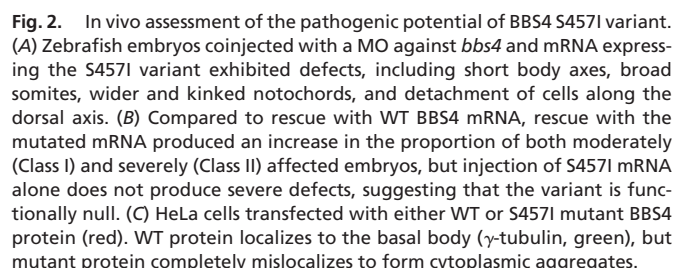 Fig. 2. In vivo assessment of the pathogenic potential of BBS4 S457I variant.
(A) Zebrafish embryos coinjected with a MO against bbs4 and mRNA express-
ing the S457I variant exhibited defects, including short body axes, broad
somites, wider and kinked notochords, and detachment of cells along the
dorsal axis. (B) Compared to rescue with WT BBS4 mRNA, rescue with the
mutated mRNA produced an increase in the proportion of both moderately
(Class I) and severely (Class II) affected embryos, but injection of S457I mRNA
alone does not produce severe defects, suggesting that the variant is func-
tionally null. (C) HeLa cells transfected with either WT or S457I mutant BBS4
protein (red). WT protein localizes to the basal body (γ-tubulin, green), but
mutant protein completely mislocalizes to form cytoplasmic aggregates.